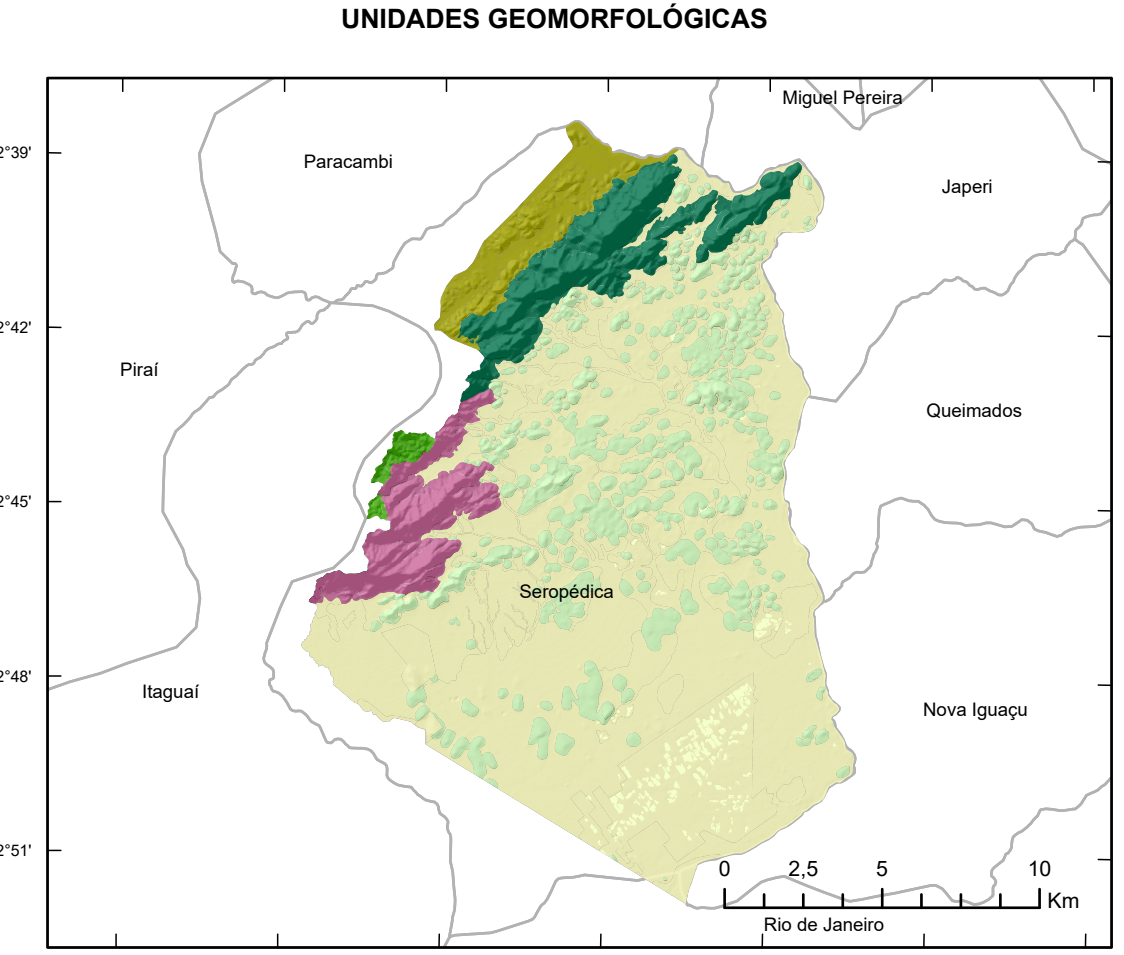 UNIDADES GEOMORFOLÓGICAS
Miguel Pereira
2°39'
Paracambi
Japeri
2°42'
Piraí
Queimados
2°45'
Seropédica
2°48'
Itaguaí
Nova Iguaçu
2°51'
0 2,5 5 10
Km
Rio de Janeiro